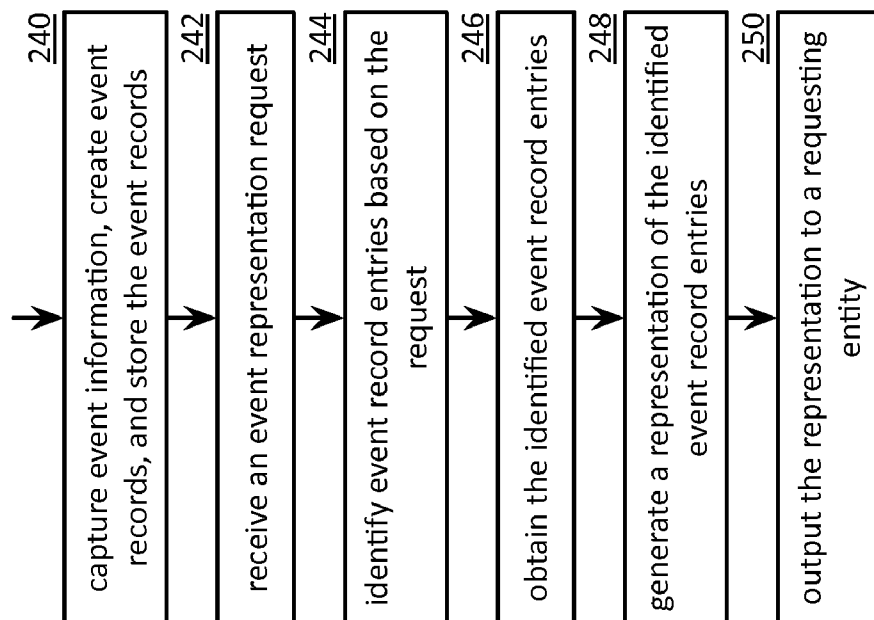 240
capture event information, create event
records, and store the event records
242
receive an event representation request
244
identify event record entries based on the
request
246
obtain the identified event record entries
248
generate a representation of the identified
event record entries
250
output the representation to a requesting
entity